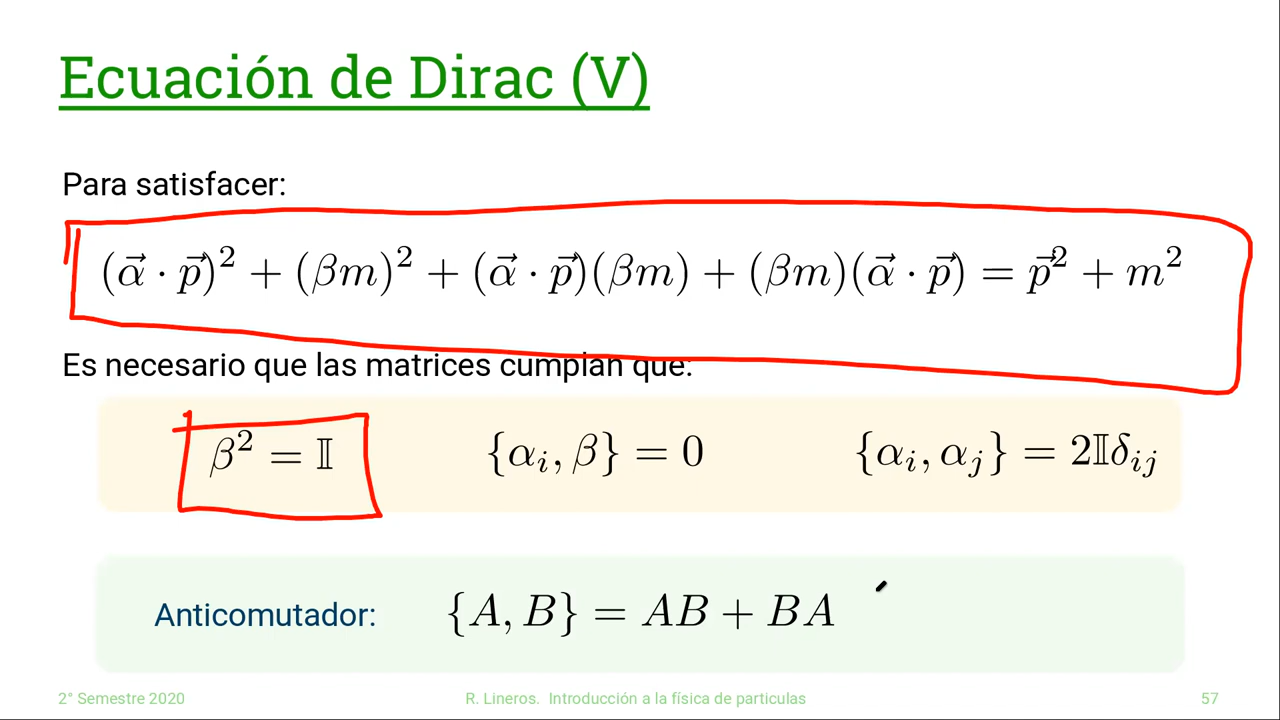 Ecuación de Dirac (V)
Para satisfacer:
(α⃗ · p⃗)² + (βm)² + (α⃗ · p⃗)(βm) + (βm)(α⃗ · p⃗) = p⃗² + m²
Es necesario que las matrices cumplan que:
β² = 𝕀 {αᵢ, β} = 0 {αᵢ, αⱼ} = 2𝕀δᵢⱼ
Anticomutador: {A, B} = AB + BA
2° Semestre 2020 R. Lineros. Introducción a la física de particulas 57